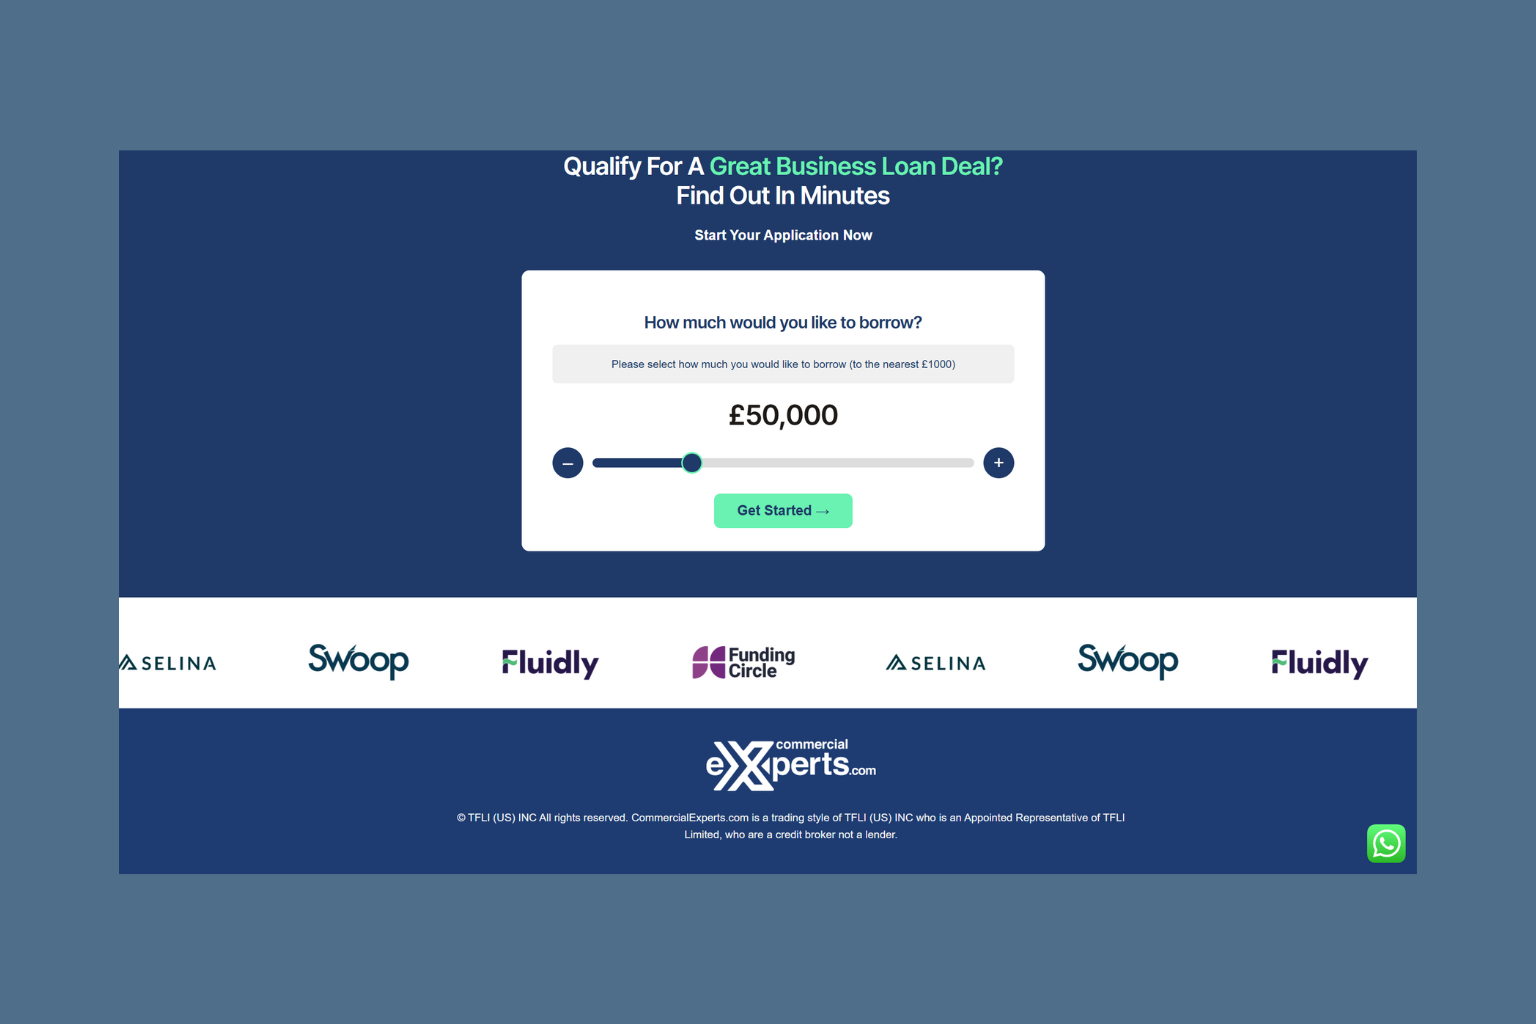 Qualify For A Great Business Loan Deal?
Find Out In Minutes
Start Your Application Now
How much would you like to borrow?
Please select how much you would like to borrow (to the nearest £1000)
£50,000
– +
Get Started →
SELINA Swoop Fluidly Funding Circle SELINA Swoop Fluidly
commercial
eXperts.com
© TFLI (US) INC All rights reserved. CommercialExperts.com is a trading style of TFLI (US) INC who is an Appointed Representative of TFLI
Limited, who are a credit broker not a lender.